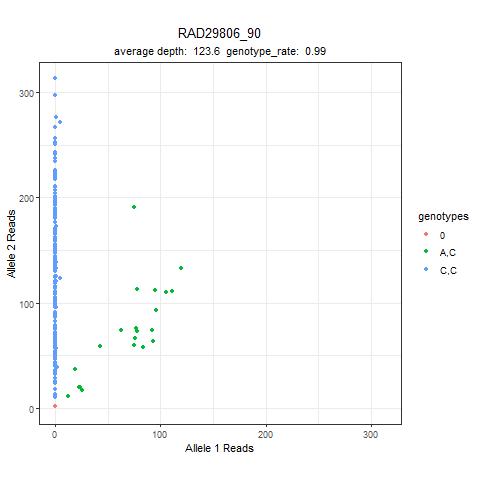 RAD29806_90
average depth:  123.6  genotype_rate:  0.99
300
200
100
0
Allele 2 Reads
0
100
200
300
Allele 1 Reads
genotypes
0
A,C
C,C